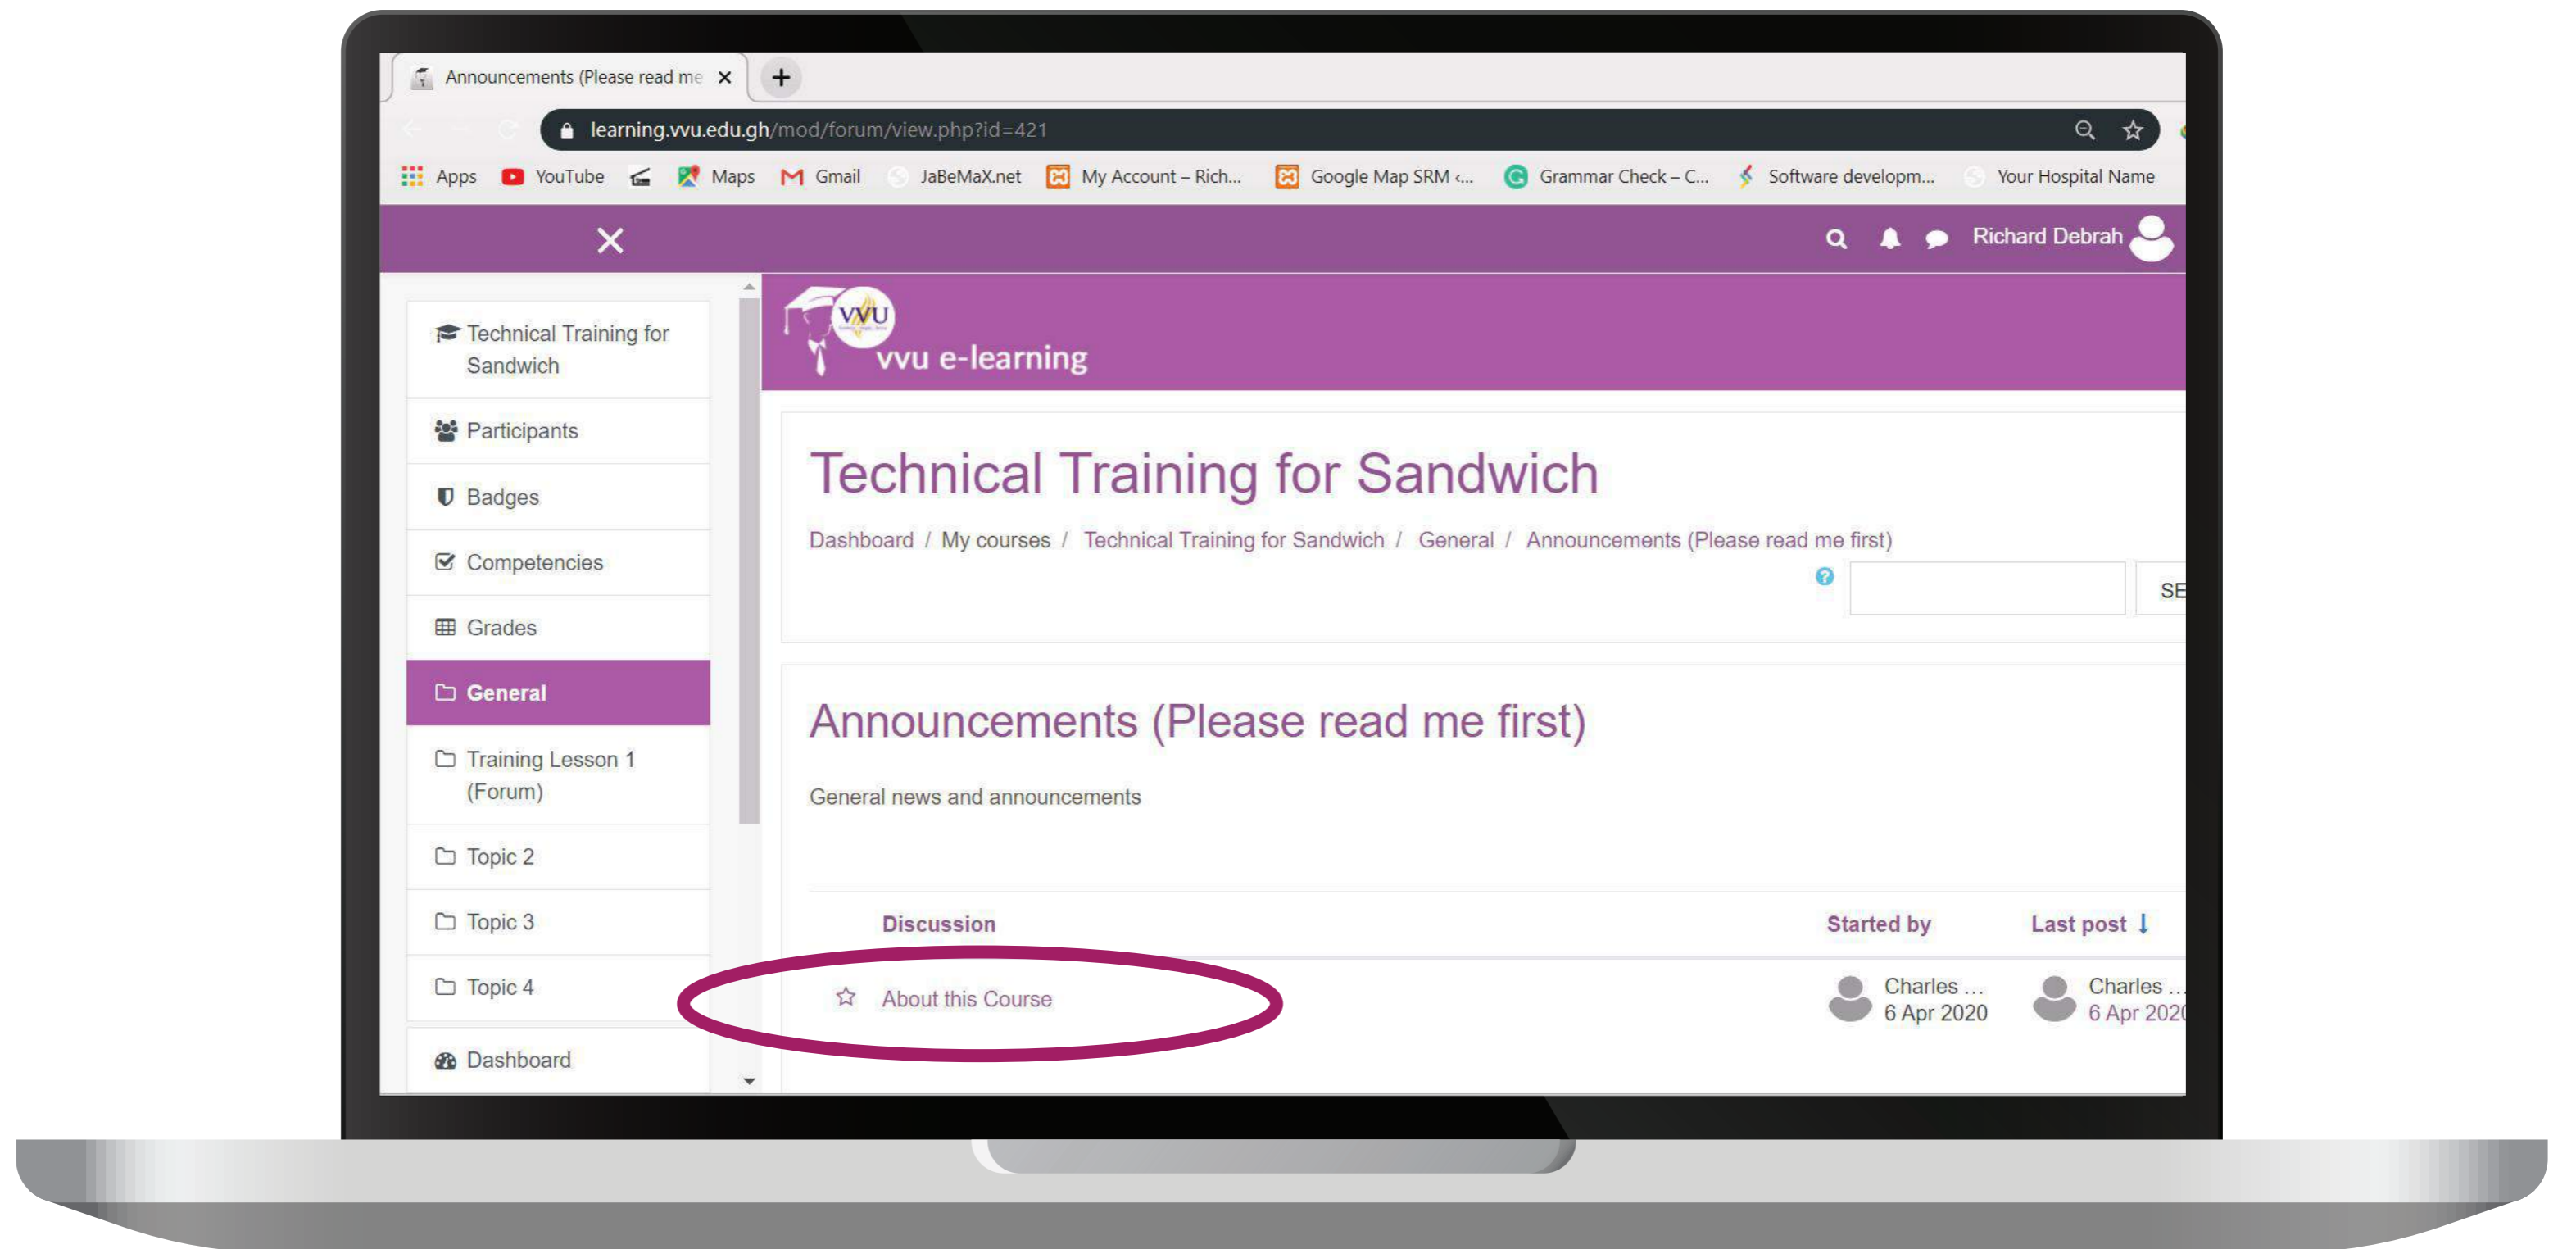 Announcements (Please read me
learning.vvu.edu.gh/mod/forum/view.php?id=421
Apps YouTube Maps Gmail JaBeMaX.net My Account – Rich... Google Map SRM ‹... Grammar Check – C... Software developm... Your Hospital Name
Richard Debrah
Technical Training for
Sandwich
Participants
Badges
Competencies
Grades
General
Training Lesson 1
(Forum)
Topic 2
Topic 3
Topic 4
Dashboard
VVU
vvu e-learning
Technical Training for Sandwich
Dashboard / My courses / Technical Training for Sandwich / General / Announcements (Please read me first)
SE
Announcements (Please read me first)
General news and announcements
Discussion Started by Last post
About this Course
Charles ... Charles ...
6 Apr 2020 6 Apr 2020